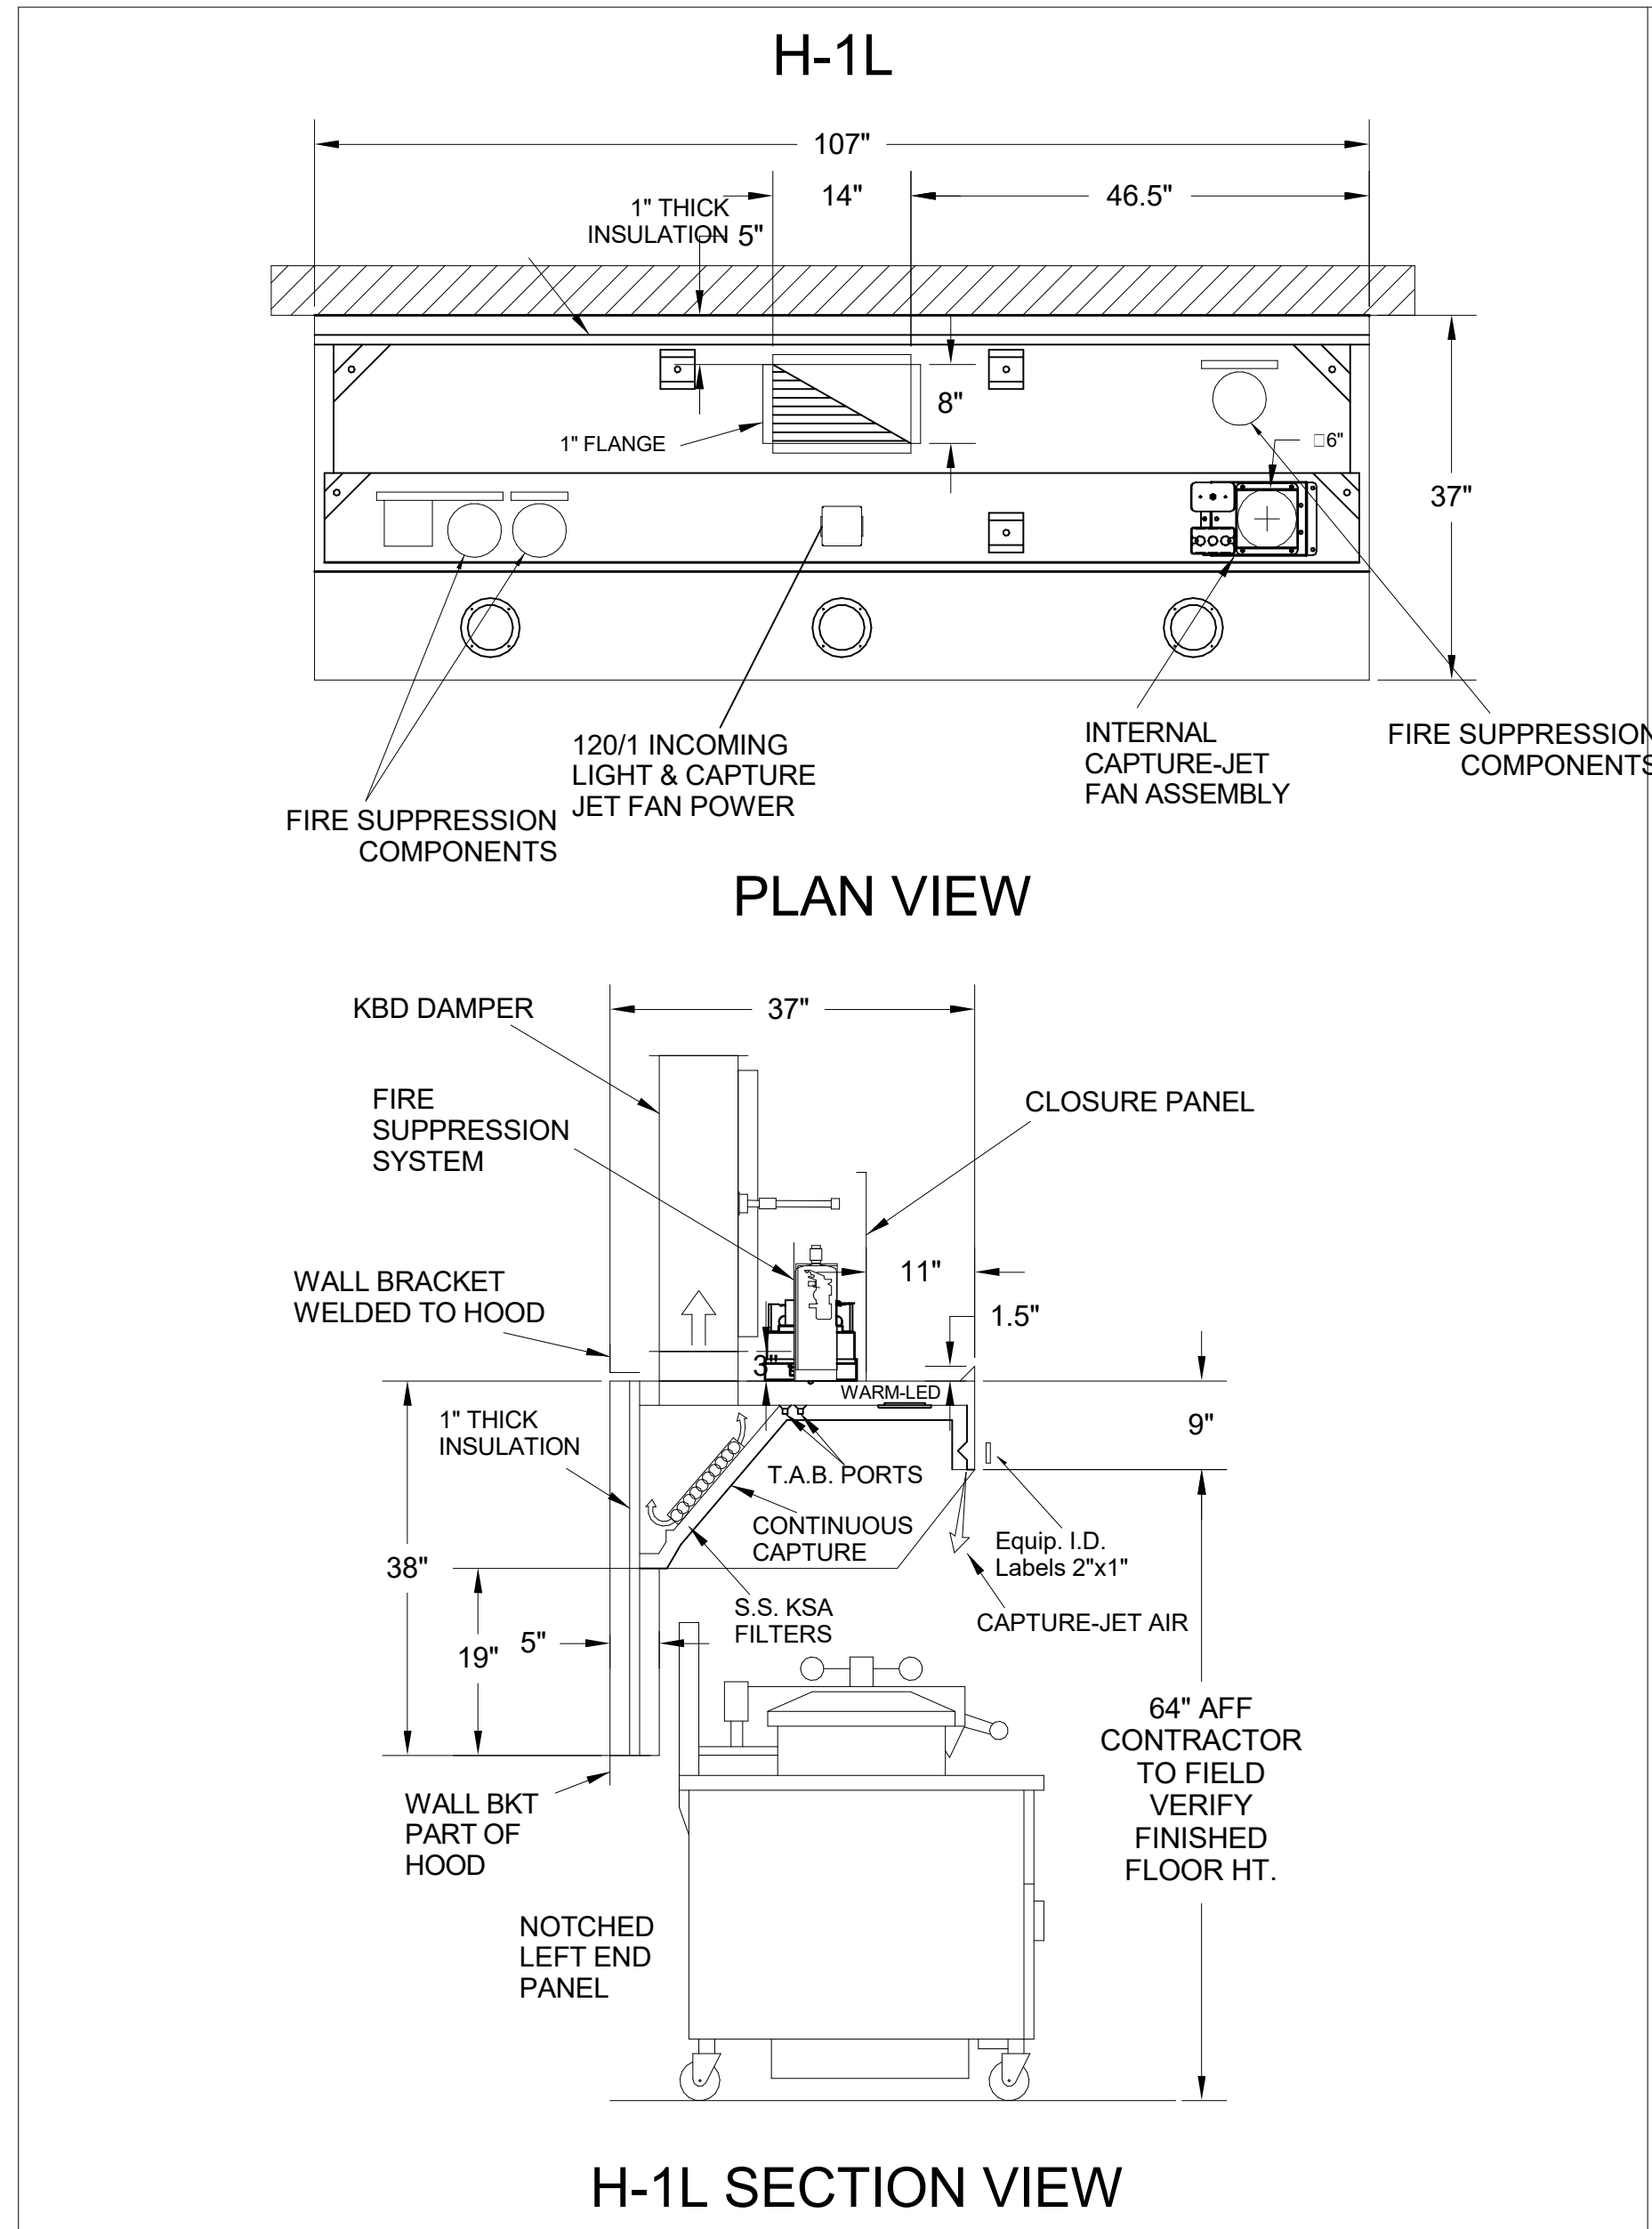 H-1L
107"
14"
46.5"
1" THICK
INSULATION
5"
8"
1" FLANGE
□6"
37"
120/1 INCOMING
LIGHT & CAPTURE
JET FAN POWER
INTERNAL
CAPTURE-JET
FAN ASSEMBLY
FIRE SUPPRESSION
COMPONENTS
FIRE SUPPRESSION
COMPONENTS
PLAN VIEW
KBD DAMPER
37"
FIRE
SUPPRESSION
SYSTEM
CLOSURE PANEL
WALL BRACKET
WELDED TO HOOD
11"
1.5"
3"
WARM-LED
1" THICK
INSULATION
9"
T.A.B. PORTS
CONTINUOUS
CAPTURE
Equip. I.D.
Labels 2"x1"
38"
S.S. KSA
FILTERS
CAPTURE-JET AIR
19"
5"
64" AFF
CONTRACTOR
TO FIELD
VERIFY
FINISHED
FLOOR HT.
WALL BKT
PART OF
HOOD
NOTCHED
LEFT END
PANEL
H-1L SECTION VIEW